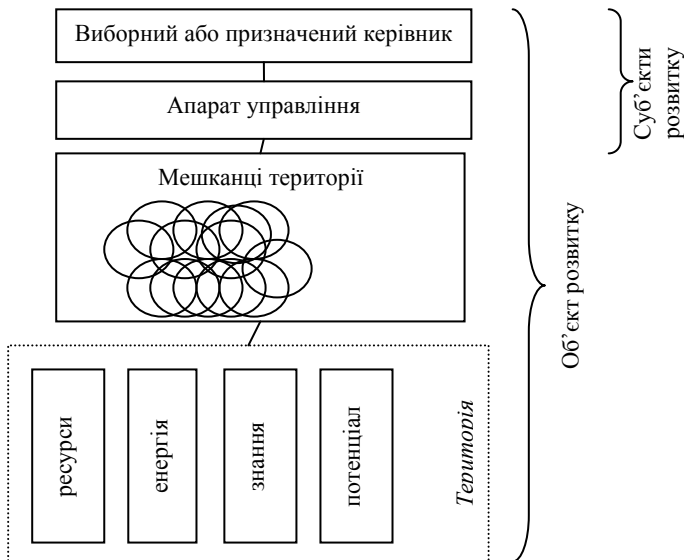 Виборний або призначений керівник
Апарат управління
Мешканці території
ресурси
енергія
знання
потенціал
Територія
Об’єкт розвитку
Суб’єкти
розвитку